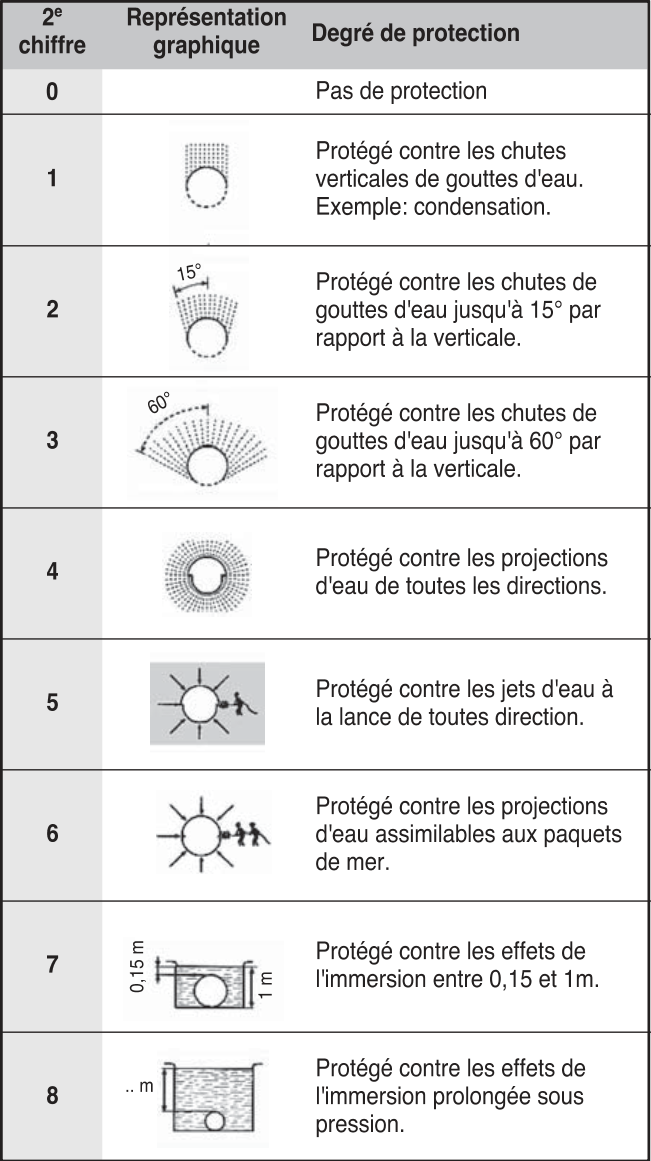 2e chiffre
Représentation graphique
Degré de protection
0
Pas de protection
1
Protégé contre les chutes
verticales de gouttes d'eau.
Exemple: condensation.
2
15°
Protégé contre les chutes de
gouttes d'eau jusqu'à 15° par
rapport à la verticale.
3
60°
Protégé contre les chutes de
gouttes d'eau jusqu'à 60° par
rapport à la verticale.
4
Protégé contre les projections
d'eau de toutes les directions.
5
Protégé contre les jets d'eau à
la lance de toutes direction.
6
Protégé contre les projections
d'eau assimilables aux paquets
de mer.
7
0,15 m
1 m
Protégé contre les effets de
l'immersion entre 0,15 et 1m.
8
.. m
Protégé contre les effets de
l'immersion prolongée sous
pression.